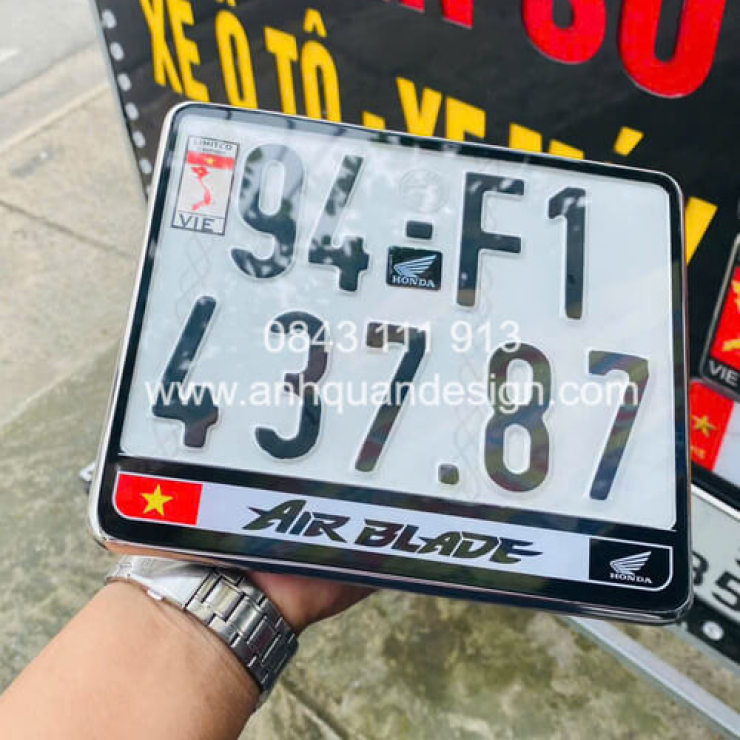 XE Ô TÔ - XE MÁY
LIMITED
VIE
94-F1
HONDA
437.87
0843 111 913
www.anhquandesign.com
AIR BLADE
HONDA
VIE